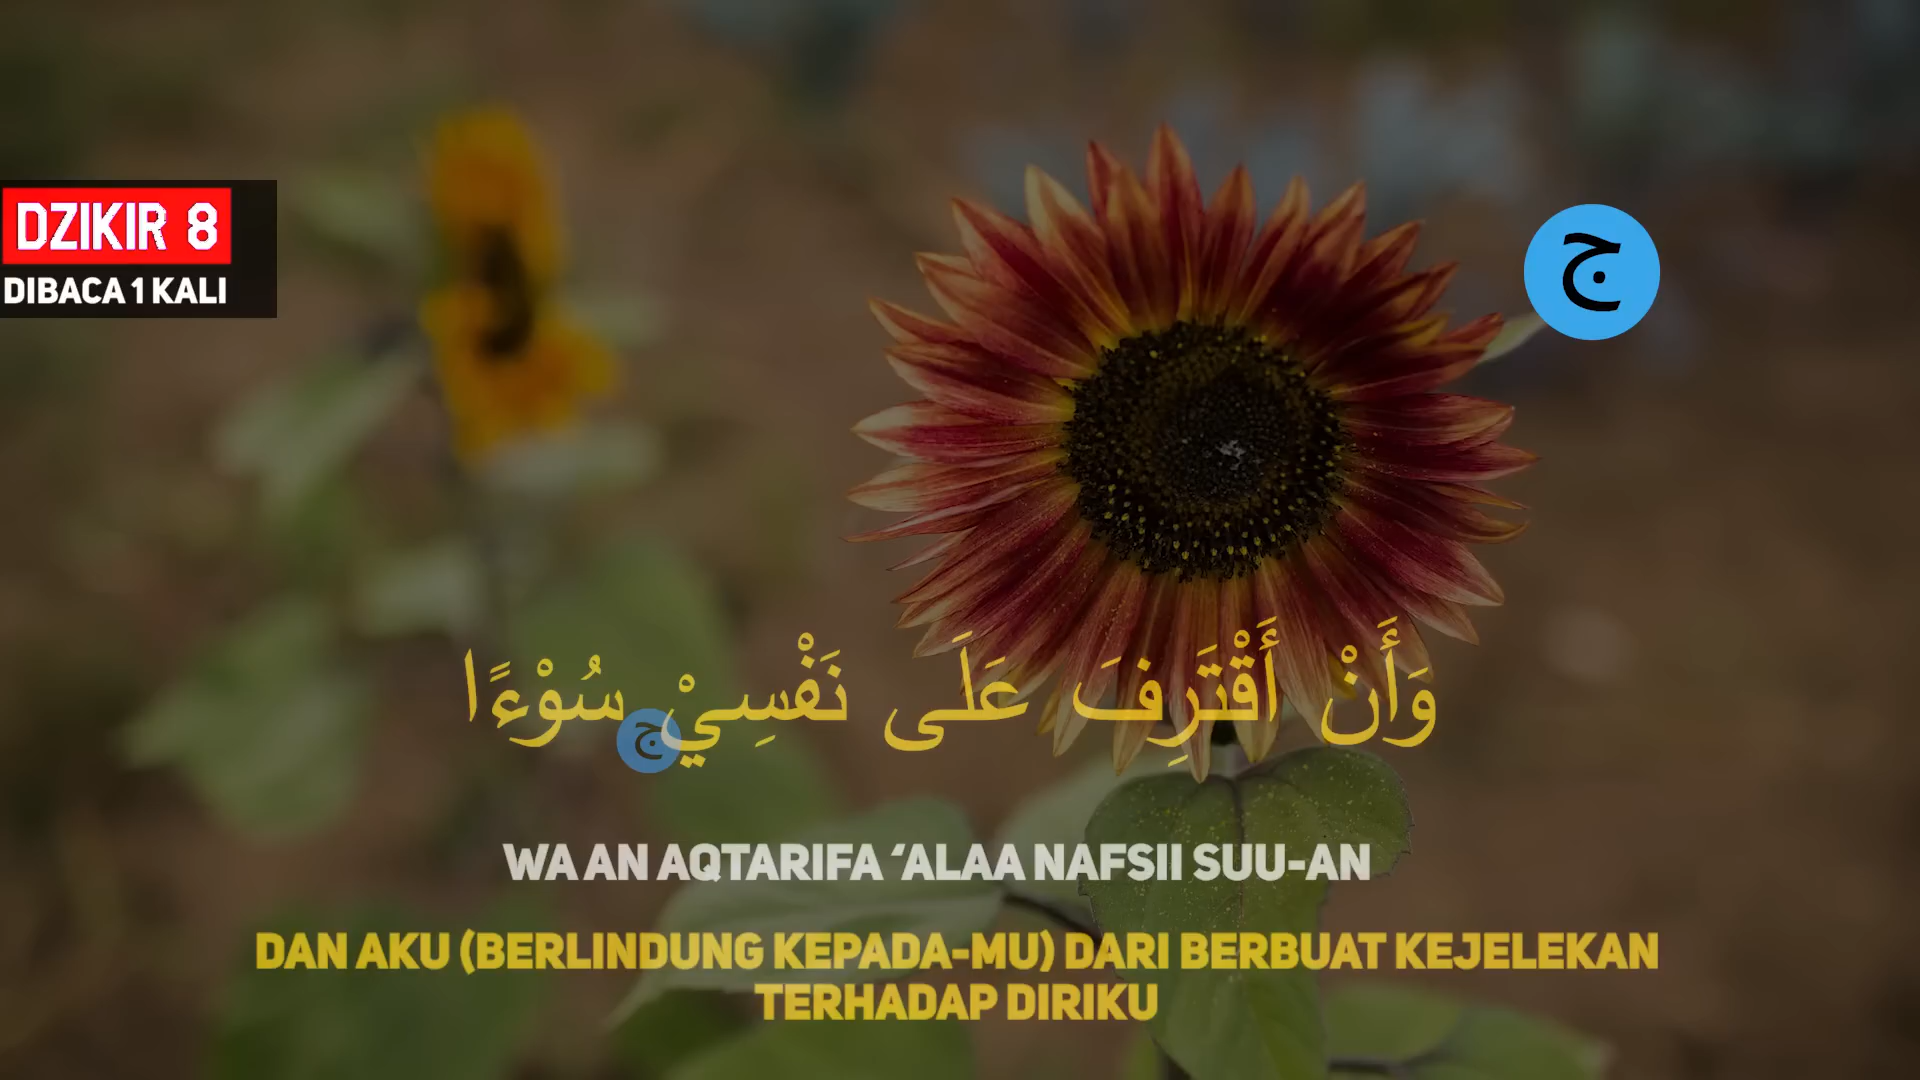 DZIKIR 8
DIBACA 1 KALI
ج
وَأَنْ أَقْتَرِفَ عَلَى نَفْسِيْ سُوْءًا
ج
WA AN AQTARIFA ‘ALAA NAFSII SUU-AN
DAN AKU (BERLINDUNG KEPADA-MU) DARI BERBUAT KEJELEKAN
TERHADAP DIRIKU